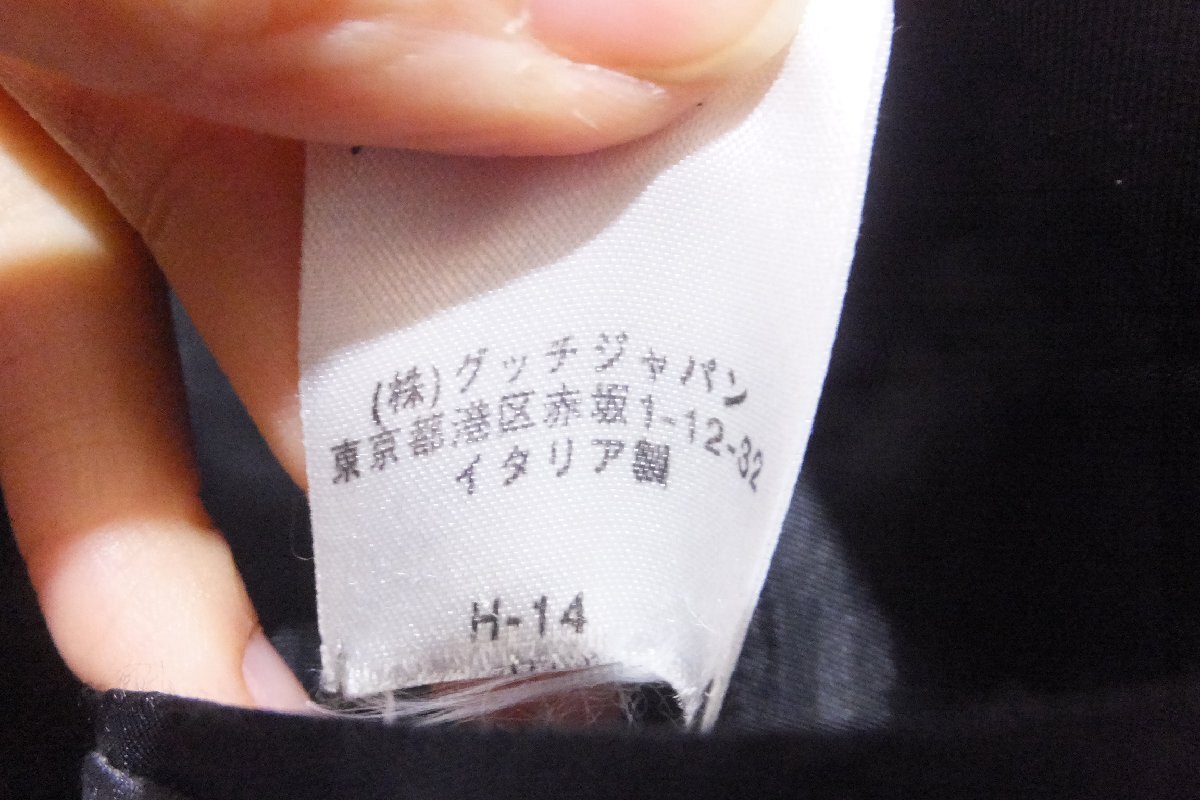 (株)グッチジャパン
東京都港区赤坂1-12-32
イタリア製
H-14